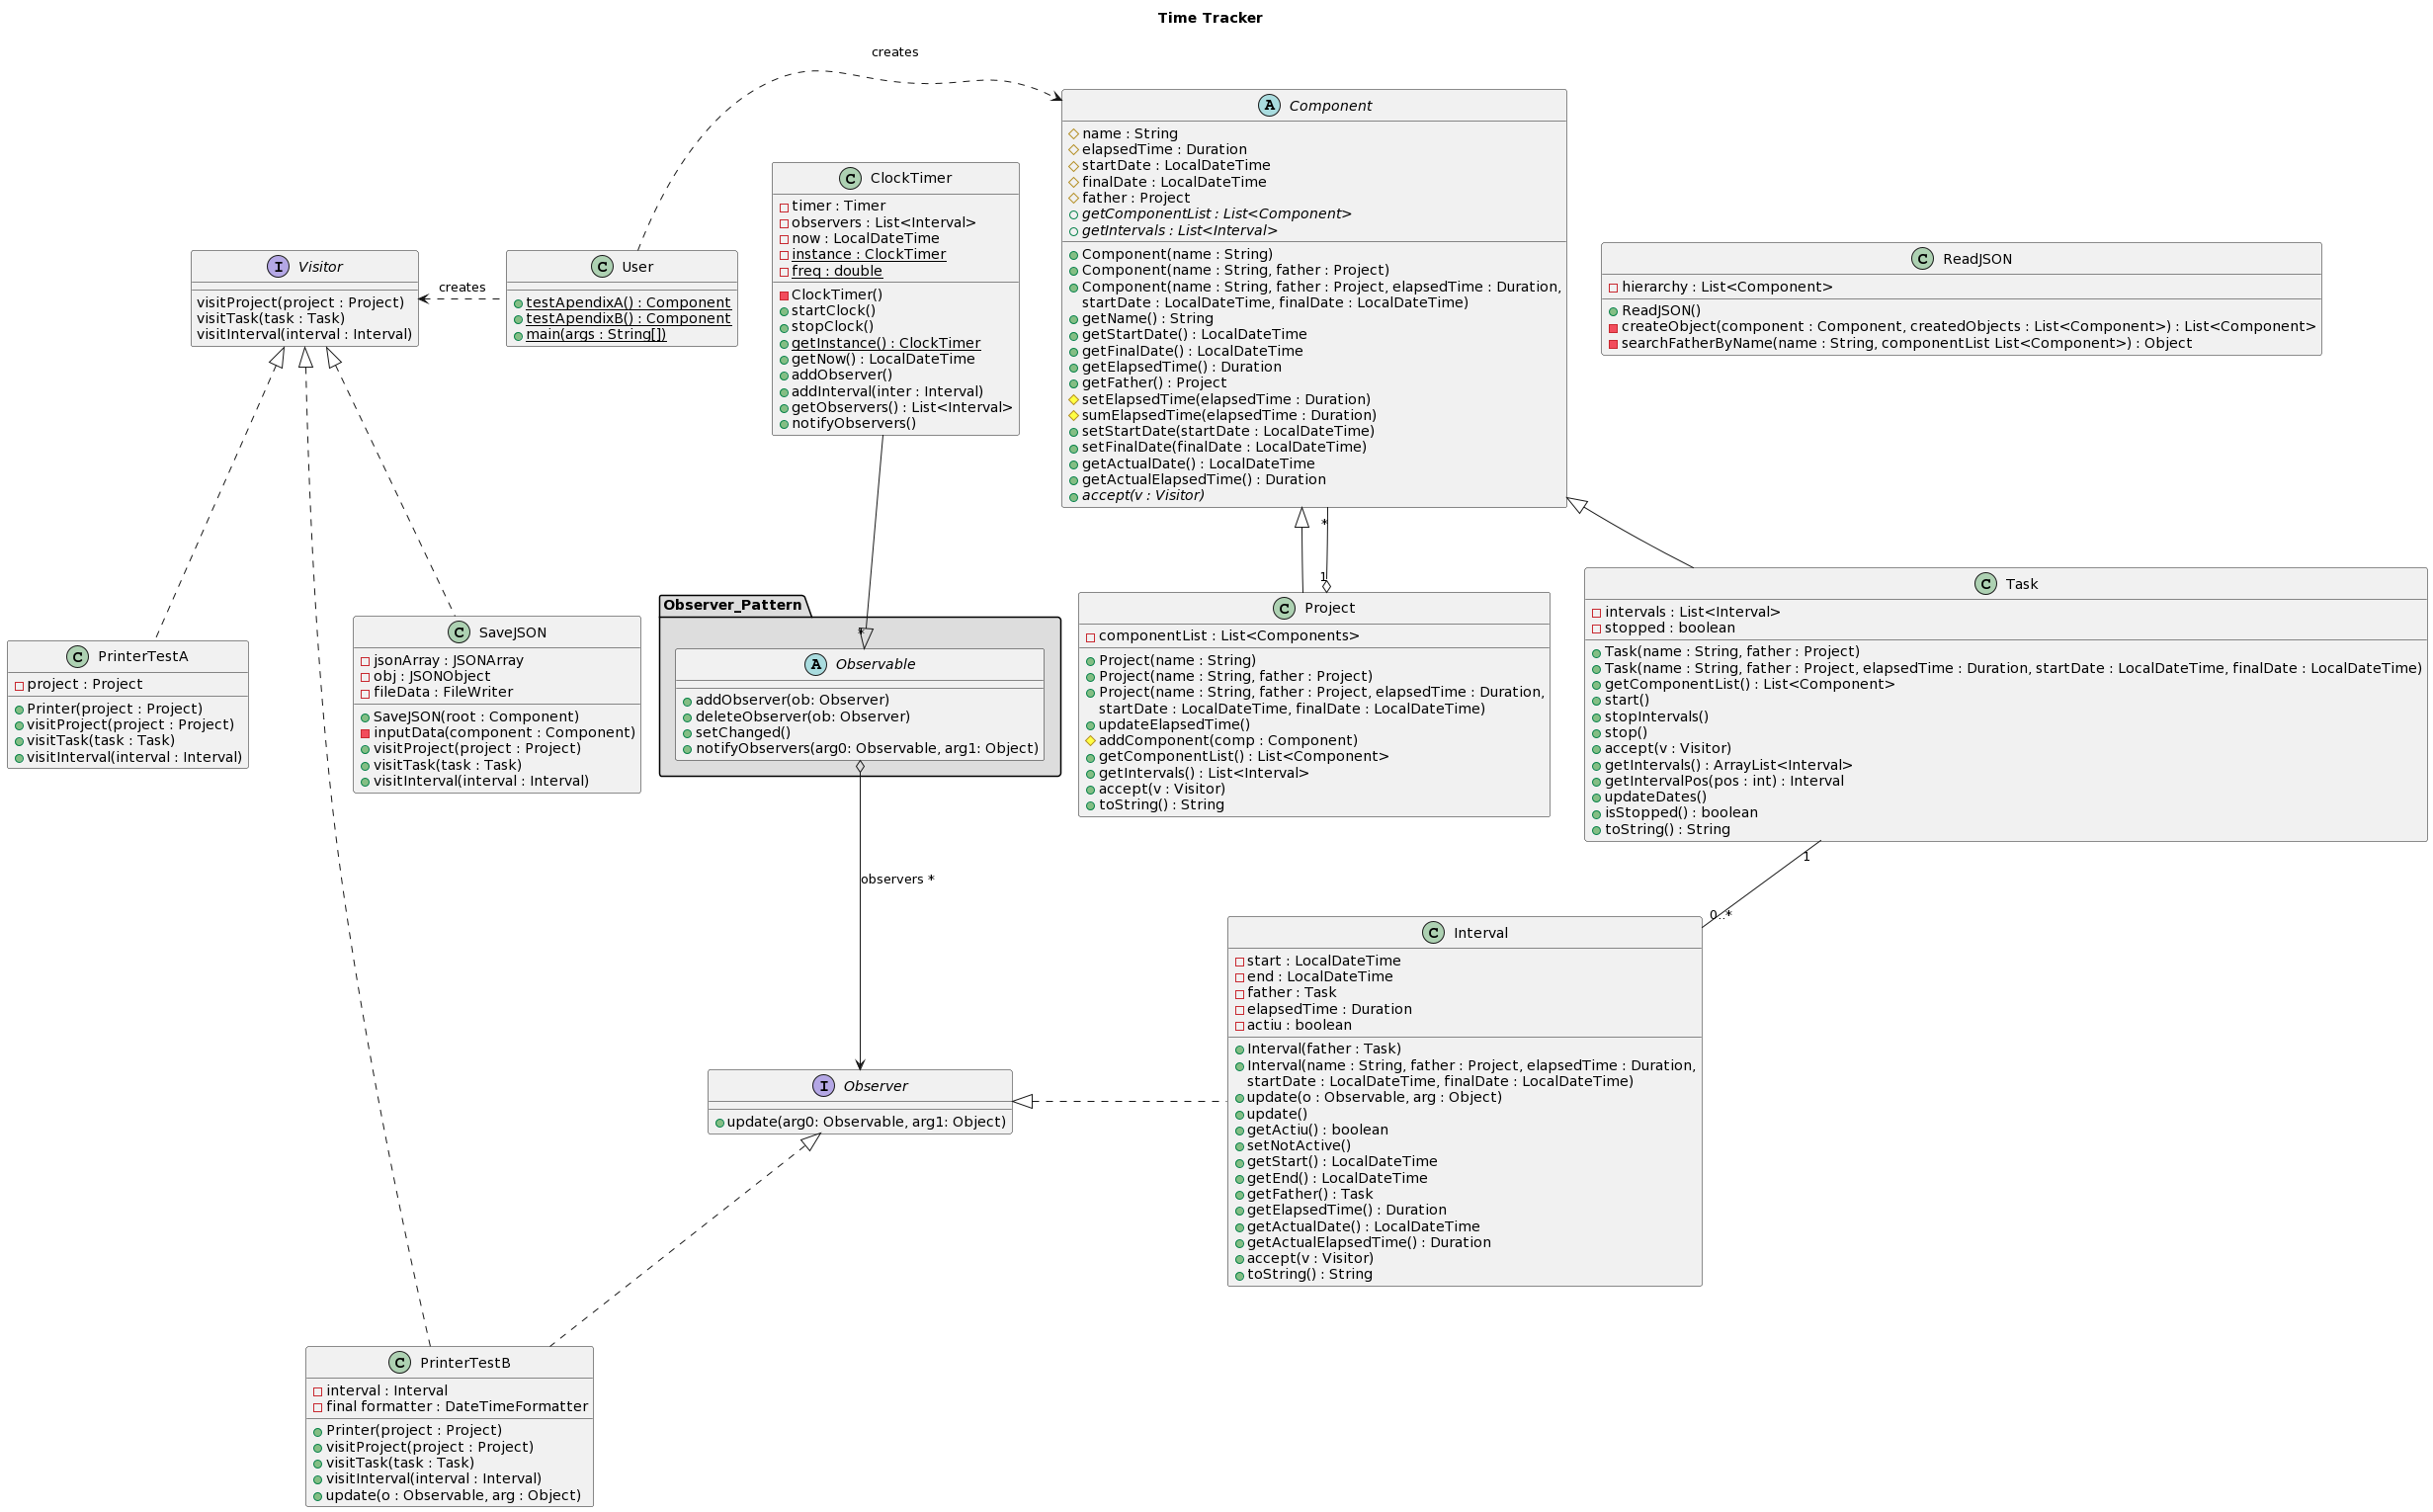 Time Tracker
creates
A Component
name : String
elapsedTime : Duration
startDate : LocalDateTime
finalDate : LocalDateTime
father : Project
getComponentList : List<Component>
getIntervals : List<Interval>
Component(name : String)
Component(name : String, father : Project)
Component(name : String, father : Project, elapsedTime : Duration,
startDate : LocalDateTime, finalDate : LocalDateTime)
getName() : String
getStartDate() : LocalDateTime
getFinalDate() : LocalDateTime
getElapsedTime() : Duration
getFather() : Project
setElapsedTime(elapsedTime : Duration)
sumElapsedTime(elapsedTime : Duration)
setStartDate(startDate : LocalDateTime)
setFinalDate(finalDate : LocalDateTime)
getActualDate() : LocalDateTime
getActualElapsedTime() : Duration
accept(v : Visitor)
C ClockTimer
timer : Timer
observers : List<Interval>
now : LocalDateTime
instance : ClockTimer
freq : double
ClockTimer()
startClock()
stopClock()
getInstance() : ClockTimer
getNow() : LocalDateTime
addObserver()
addInterval(inter : Interval)
getObservers() : List<Interval>
notifyObservers()
I Visitor
visitProject(project : Project)
visitTask(task : Task)
visitInterval(interval : Interval)
creates
C User
testApendixA() : Component
testApendixB() : Component
main(args : String[])
C ReadJSON
hierarchy : List<Component>
ReadJSON()
createObject(component : Component, createdObjects : List<Component>) : List<Component>
searchFatherByName(name : String, componentList List<Component>) : Object
*
1
*
C PrinterTestA
project : Project
Printer(project : Project)
visitProject(project : Project)
visitTask(task : Task)
visitInterval(interval : Interval)
C SaveJSON
jsonArray : JSONArray
obj : JSONObject
fileData : FileWriter
SaveJSON(root : Component)
inputData(component : Component)
visitProject(project : Project)
visitTask(task : Task)
visitInterval(interval : Interval)
Observer_Pattern
A Observable
addObserver(ob: Observer)
deleteObserver(ob: Observer)
setChanged()
notifyObservers(arg0: Observable, arg1: Object)
C Project
componentList : List<Components>
Project(name : String)
Project(name : String, father : Project)
Project(name : String, father : Project, elapsedTime : Duration,
startDate : LocalDateTime, finalDate : LocalDateTime)
updateElapsedTime()
addComponent(comp : Component)
getComponentList() : List<Component>
getIntervals() : List<Interval>
accept(v : Visitor)
toString() : String
C Task
intervals : List<Interval>
stopped : boolean
Task(name : String, father : Project)
Task(name : String, father : Project, elapsedTime : Duration, startDate : LocalDateTime, finalDate : LocalDateTime)
getComponentList() : List<Component>
start()
stopIntervals()
stop()
accept(v : Visitor)
getIntervals() : ArrayList<Interval>
getIntervalPos(pos : int) : Interval
updateDates()
isStopped() : boolean
toString() : String
observers *
1
0..*
C Interval
start : LocalDateTime
end : LocalDateTime
father : Task
elapsedTime : Duration
actiu : boolean
Interval(father : Task)
Interval(name : String, father : Project, elapsedTime : Duration,
startDate : LocalDateTime, finalDate : LocalDateTime)
update(o : Observable, arg : Object)
update()
getActiu() : boolean
setNotActive()
getStart() : LocalDateTime
getEnd() : LocalDateTime
getFather() : Task
getElapsedTime() : Duration
getActualDate() : LocalDateTime
getActualElapsedTime() : Duration
accept(v : Visitor)
toString() : String
I Observer
update(arg0: Observable, arg1: Object)
C PrinterTestB
interval : Interval
final formatter : DateTimeFormatter
Printer(project : Project)
visitProject(project : Project)
visitTask(task : Task)
visitInterval(interval : Interval)
update(o : Observable, arg : Object)